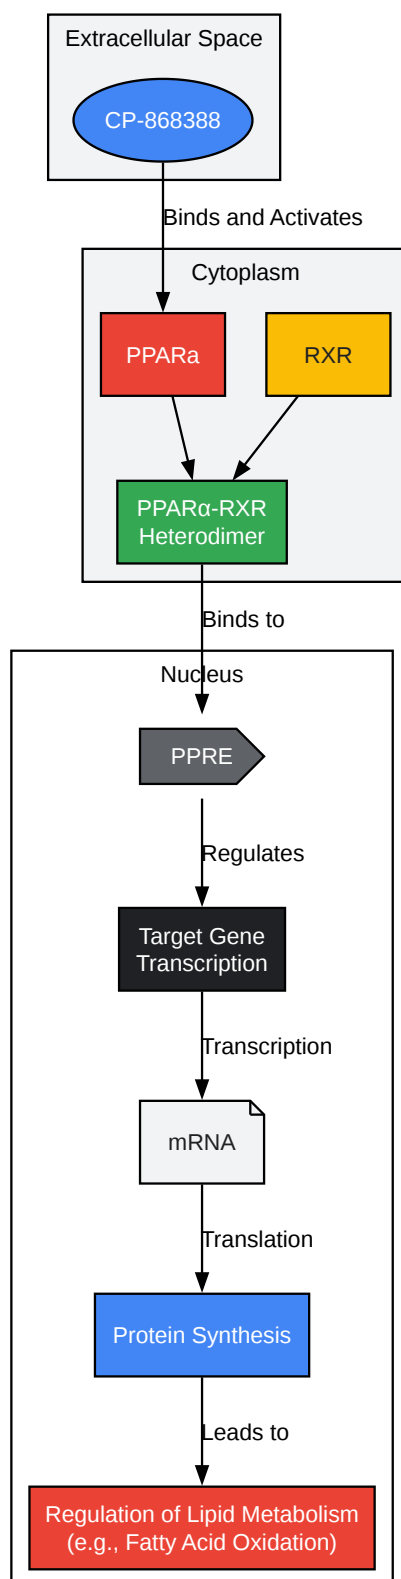 Extracellular Space
CP-868388
Binds and Activates
Cytoplasm
PPARa
RXR
PPARα-RXR
Heterodimer
Binds to
Nucleus
PPRE
Regulates
Target Gene
Transcription
Transcription
mRNA
Translation
Protein Synthesis
Leads to
Regulation of Lipid Metabolism
(e.g., Fatty Acid Oxidation)